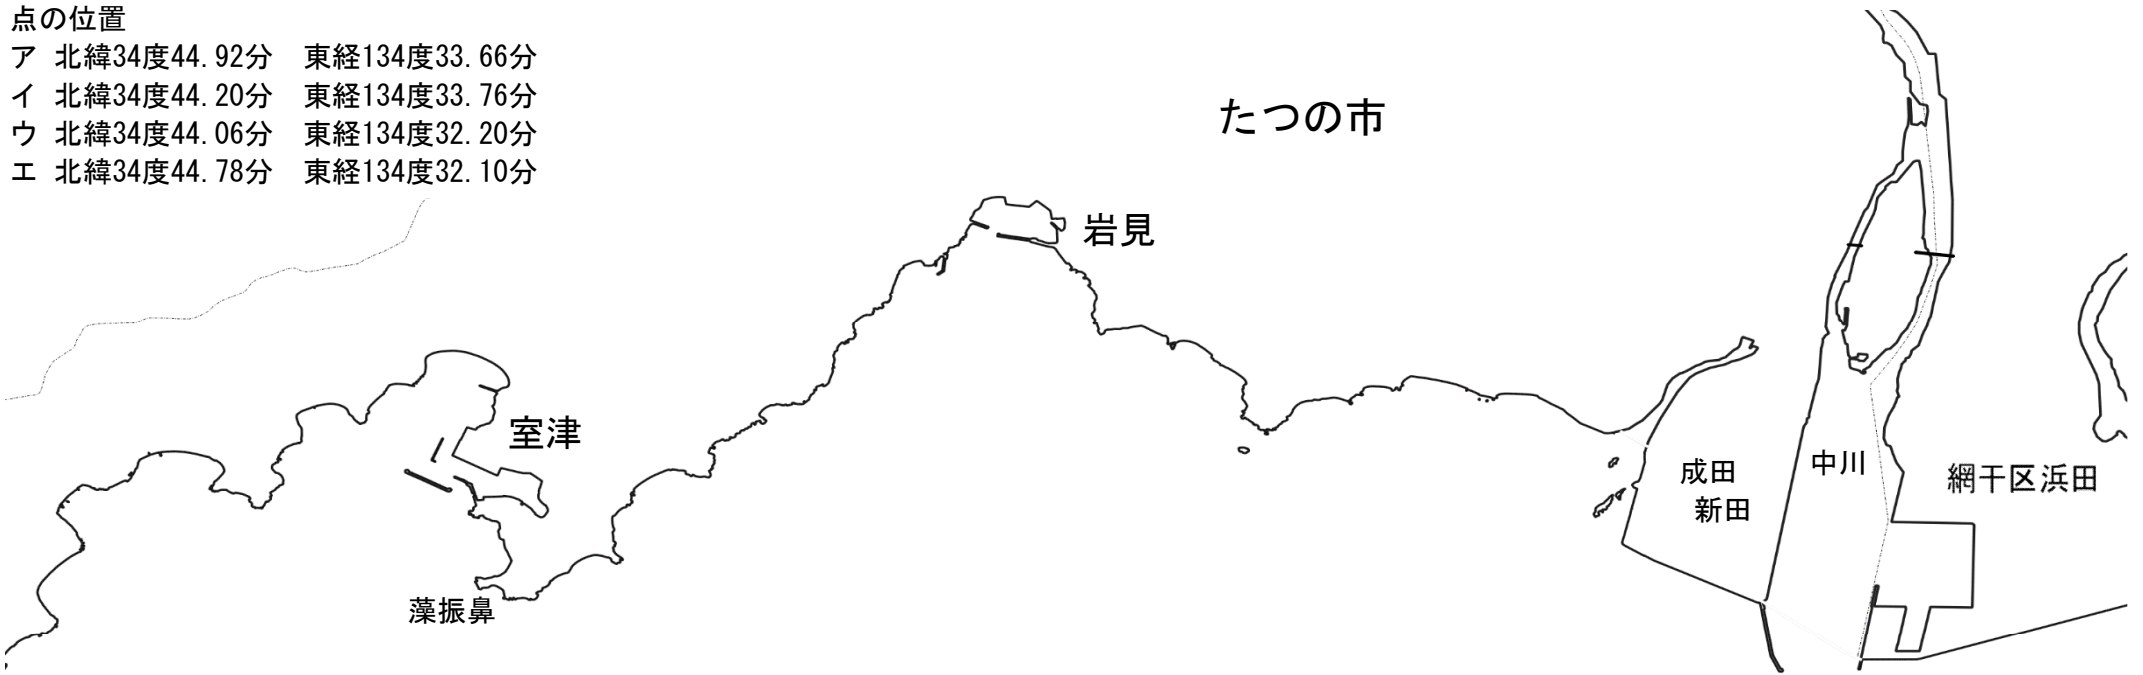 点の位置
ア 北緯34度44.92分 東経134度33.66分
イ 北緯34度44.20分 東経134度33.76分
ウ 北緯34度44.06分 東経134度32.20分
エ 北緯34度44.78分 東経134度32.10分
たつの市
岩見
室津
中川
成田
新田
網干区浜田
藻振鼻